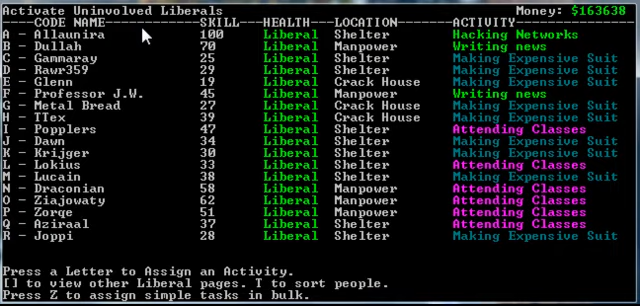 Activate Uninvolved Liberals Money: $163638
----CODE NAME------------SKILL---HEALTH---LOCATION------ACTIVITY----------
A - Allaunira 100 Liberal Shelter Hacking Networks
B - Dullah 70 Liberal Manpower Writing news
C - Gammaray 25 Liberal Shelter Making Expensive Suit
D - Rawr359 29 Liberal Shelter Making Expensive Suit
E - Glenn 19 Liberal Crack House Making Expensive Suit
F - Professor J.W. 45 Liberal Manpower Writing news
G - Metal Bread 27 Liberal Crack House Making Expensive Suit
H - TTex 39 Liberal Crack House Making Expensive Suit
I - Popplers 47 Liberal Shelter Attending Classes
J - Dawn 34 Liberal Shelter Making Expensive Suit
K - Krijger 30 Liberal Shelter Making Expensive Suit
L - Lokius 33 Liberal Shelter Attending Classes
M - Lucain 38 Liberal Shelter Making Expensive Suit
N - Draconian 58 Liberal Manpower Attending Classes
O - Ziajowaty 62 Liberal Manpower Attending Classes
P - Zorqe 51 Liberal Manpower Attending Classes
Q - Aziraal 37 Liberal Shelter Attending Classes
R - Joppi 28 Liberal Shelter Making Expensive Suit
Press a Letter to Assign an Activity.
[] to view other Liberal pages. T to sort people.
Press Z to assign simple tasks in bulk.